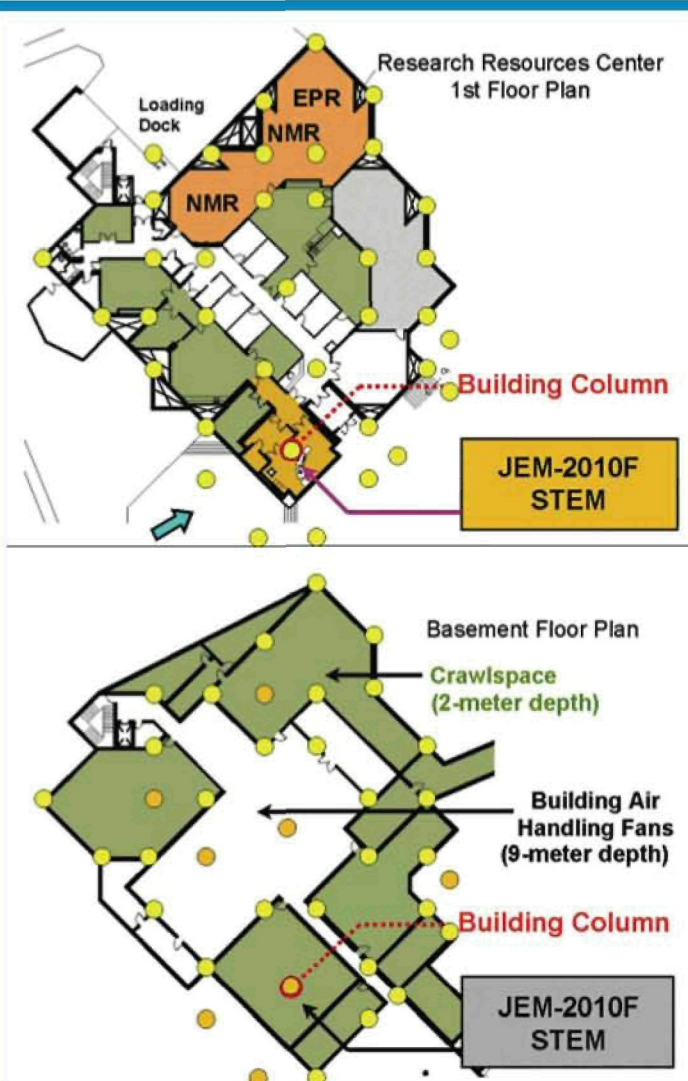 Research Resources Center
1st Floor Plan
Loading
Dock
EPR
NMR
NMR
Building Column
JEM-2010F
STEM
Basement Floor Plan
Crawlspace
(2-meter depth)
Building Air
Handling Fans
(9-meter depth)
Building Column
JEM-2010F
STEM